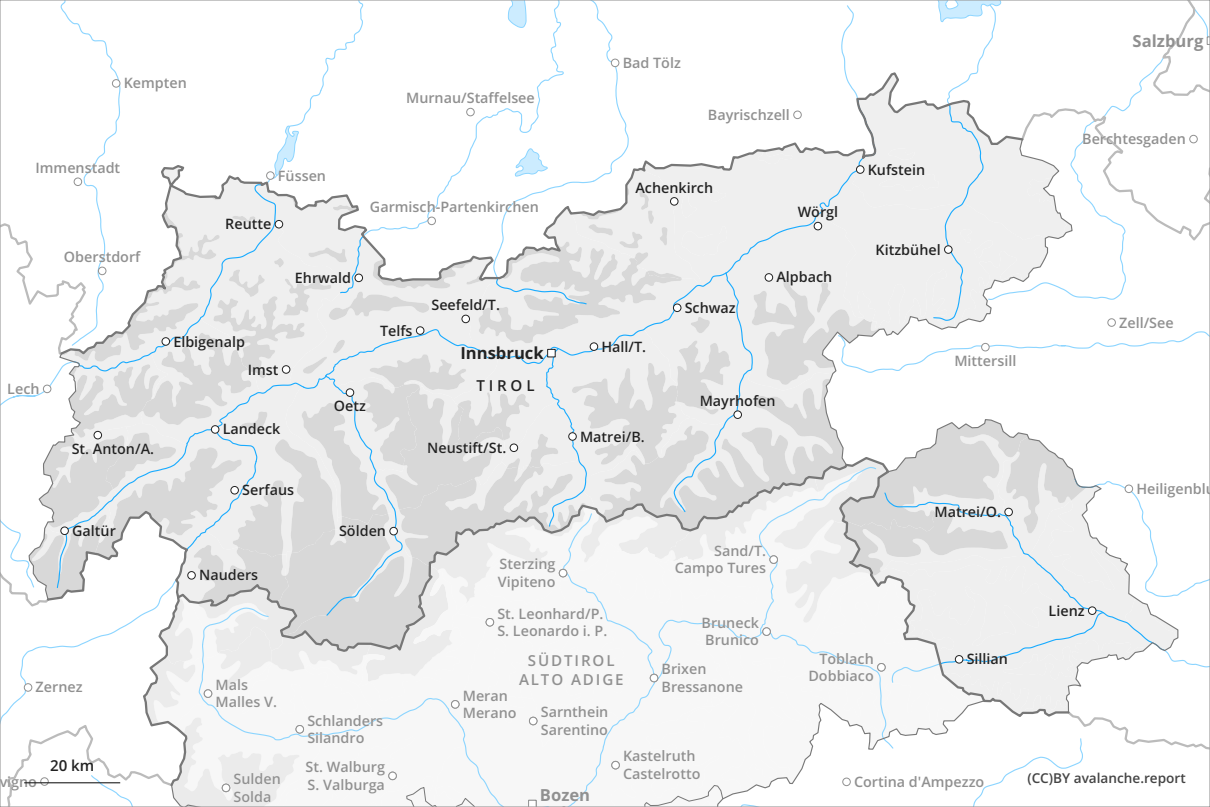 Salzburg
Bad Tölz
Kempten
Murnau/Staffelsee
Bayrischzell
Berchtesgaden
Immenstadt
Füssen
Kufstein
Achenkirch
Garmisch-Partenkirchen
Wörgl
Reutte
Kitzbühel
Oberstdorf
Ehrwald
Alpbach
Seefeld/T.
Schwaz
Zell/See
Telfs
Elbigenalp
Innsbruck
Hall/T.
Mittersill
Imst
TIROL
Lech
Oetz
Mayrhofen
Landeck
Matrei/B.
St. Anton/A.
Neustift/St.
Serfaus
Heiligenblu
Matrei/O.
Galtür
Sölden
Sand/T.
Campo Tures
Sterzing
Vipiteno
Nauders
Lienz
St. Leonhard/P.
S. Leonardo i. P.
Bruneck
Brunico
SÜDTIROL
ALTO ADIGE
Toblach
Dobbiaco
Sillian
Brixen
Bressanone
Zernez
Mals
Malles V.
Meran
Merano
Sarnthein
Sarentino
Schlanders
Silandro
Kastelruth
Castelrotto
St. Walburg
S. Valburga
20 km
vigno
Sulden
Solda
Cortina d'Ampezzo
(CC)BY avalanche.report
Bozen